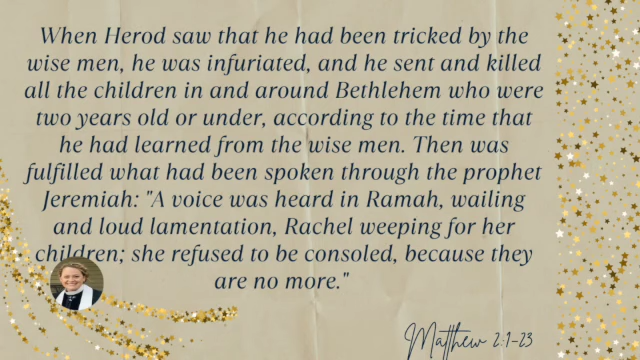 When Herod saw that he had been tricked by the
wise men, he was infuriated, and he sent and killed
all the children in and around Bethlehem who were
two years old or under, according to the time that
he had learned from the wise men. Then was
fulfilled what had been spoken through the prophet
Jeremiah: "A voice was heard in Ramah, wailing
and loud lamentation, Rachel weeping for her
children; she refused to be consoled, because they
are no more."
Matthew 2:1-23